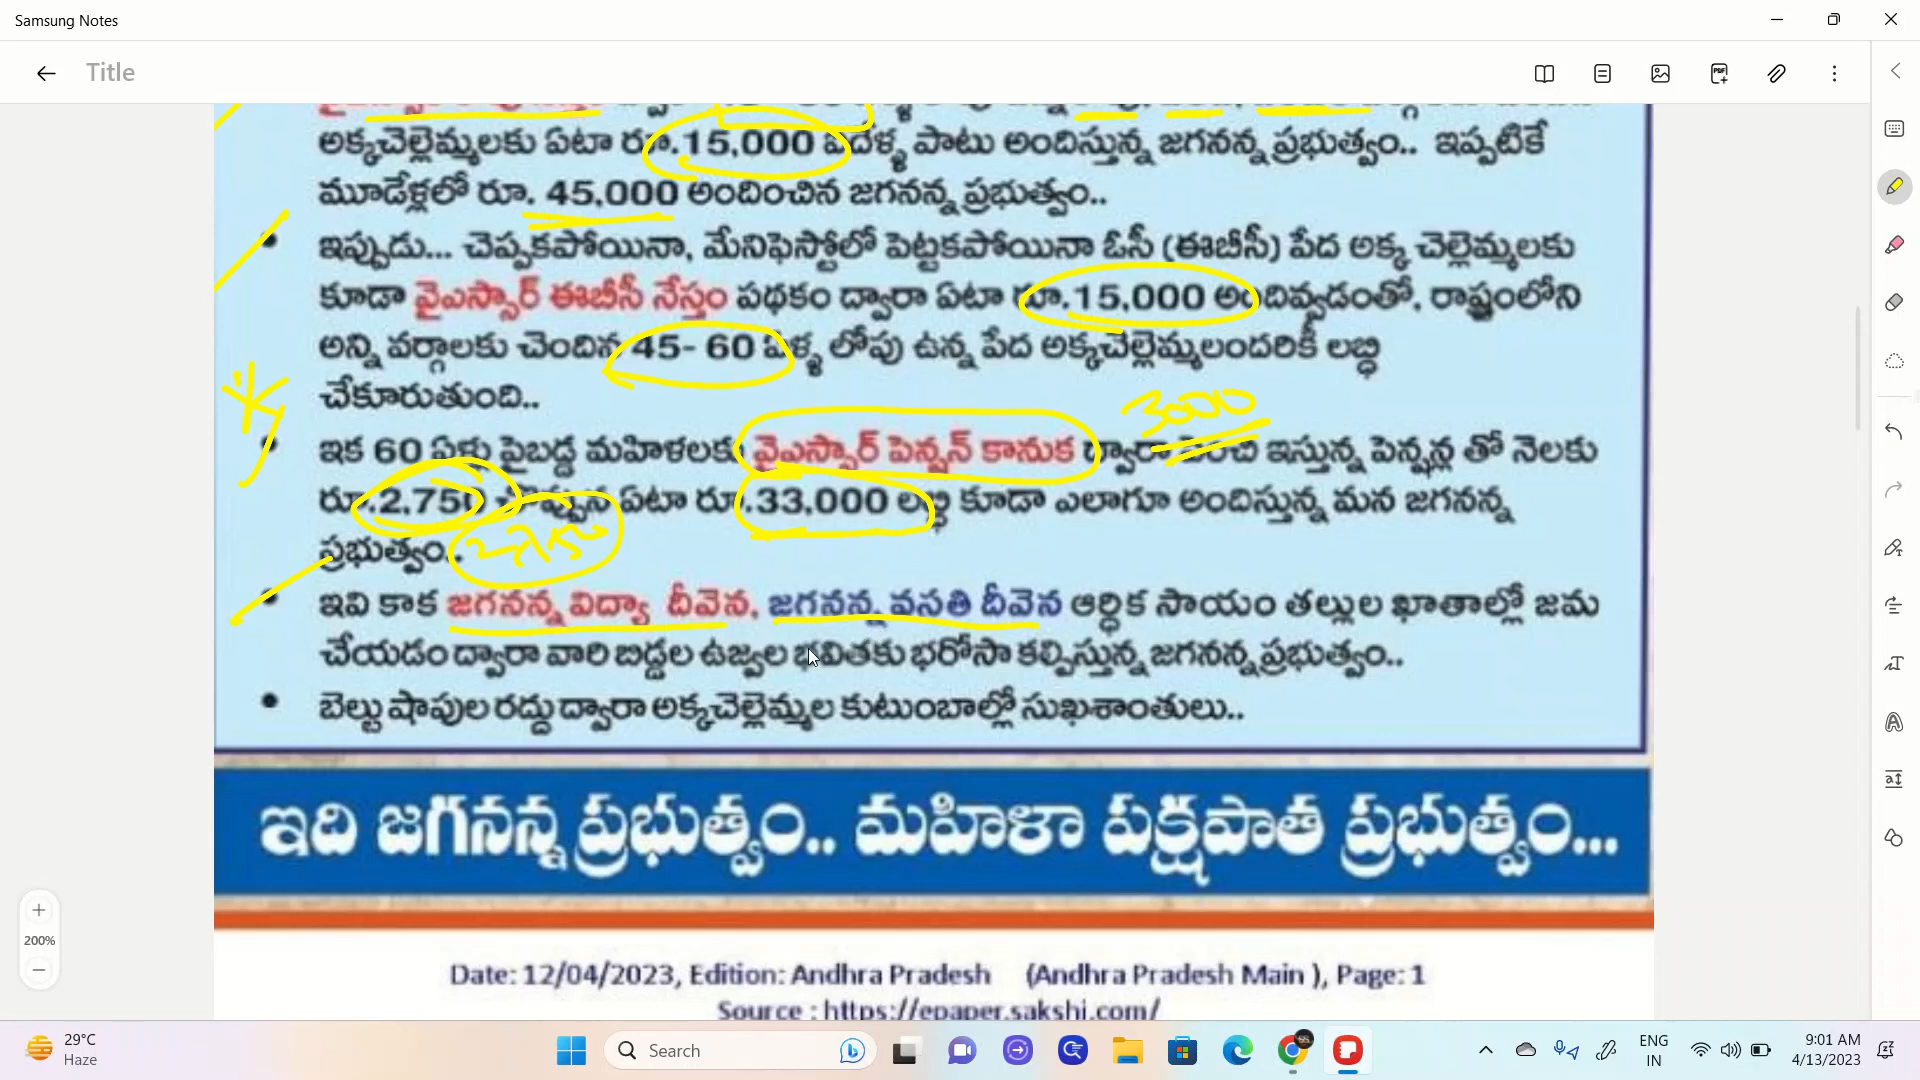 Samsung Notes
Title
అక్కచెల్లెమ్మలకు ఏటా రూ.15,000 పాటు అందిస్తున్న జగనన్న ప్రభుత్వం.. ఇప్పటికే
మూడేళ్లలో రూ. 45,000 అందించిన జగనన్న ప్రభుత్వం..
• ఇప్పుడు... చెప్పకపోయినా, మేనిఫెస్టోలో పెట్టకపోయినా ఓసీ (ఈబీసీ) పేద అక్క చెల్లెమ్మలకు
3000
కూడా వైఎస్సార్ ఈబీసీ నేస్తం పథకం ద్వారా ఏటా రూ.15,000 అందివ్వడంతో, రాష్ట్రంలోని
అన్ని వర్గాలకు చెందిన 45- 60 ఏళ్ళ లోపు ఉన్న పేద అక్కచెల్లెమ్మలందరికీ లబ్ధి
చేకూరుతుంది..
• ఇక 60 ఏళ్లు పైబడ్డ మహిళలకు వైఎస్సార్ పెన్షన్ కానుక ద్వారా పెంచి ఇస్తున్న పెన్షన్ల తో నెలకు
రూ.2,750 చొప్పున ఏటా రూ.33,000 లబ్ధి కూడా ఎలాగూ అందిస్తున్న మన జగనన్న
ప్రభుత్వం.. 2750
• ఇవి కాక జగనన్న విద్యా దీవెన, జగనన్న వసతి దీవెన ఆర్ధిక సాయం తల్లుల ఖాతాల్లో జమ
చేయడం ద్వారా వారి బిడ్డల ఉజ్వల భవితకు భరోసా కల్పిస్తున్న జగనన్న ప్రభుత్వం..
• బెల్టు షాపుల రద్దు ద్వారా అక్కచెల్లెమ్మల కుటుంబాల్లో సుఖశాంతులు..
ఇది జగనన్న ప్రభుత్వం.. మహిళా పక్షపాత ప్రభుత్వం...
Date: 12/04/2023, Edition: Andhra Pradesh (Andhra Pradesh Main ), Page: 1
Source : https://epaper.sakshi.com/
200%
29°C
Haze
Search
ENG
IN
9:01 AM
4/13/2023